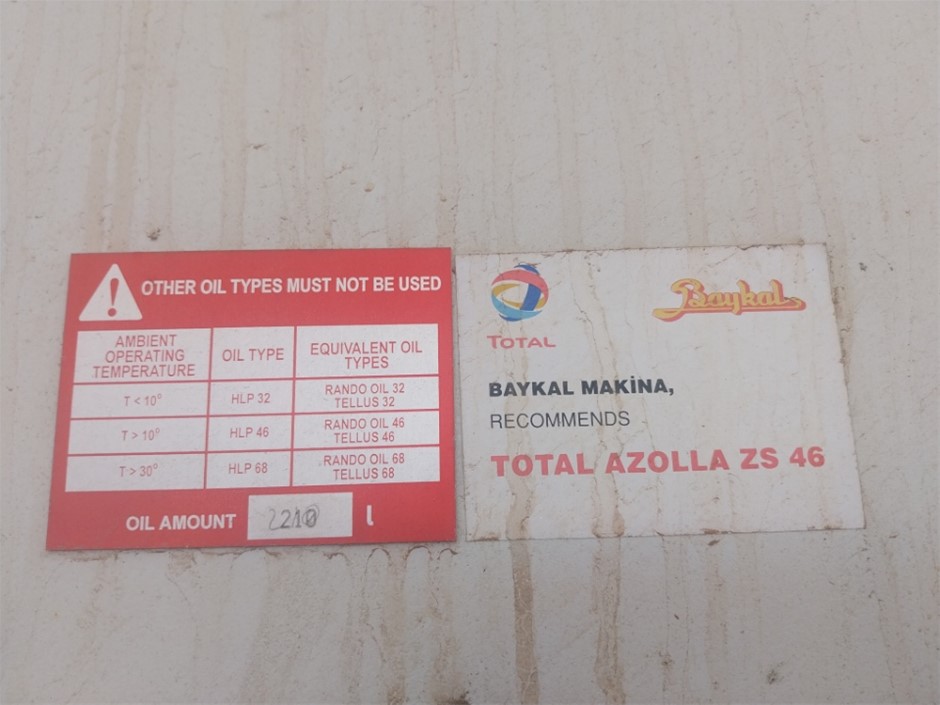 OTHER OIL TYPES MUST NOT BE USED
AMBIENT
OPERATING
TEMPERATURE
OIL TYPE
EQUIVALENT OIL
TYPES
T < 10°
HLP 32
RANDO OIL 32
TELLUS 32
T > 10°
HLP 46
RANDO OIL 46
TELLUS 46
T > 30°
HLP 68
RANDO OIL 68
TELLUS 68
OIL AMOUNT
l
TOTAL
Baykal
BAYKAL MAKİNA,
RECOMMENDS
TOTAL AZOLLA ZS 46